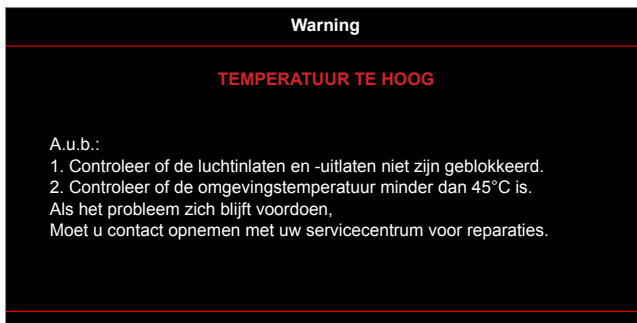 Warning
TEMPERATUUR TE HOOG
A.u.b.:
1. Controleer of de luchtinlaten en -uitlaten niet zijn geblokkeerd.
2. Controleer of de omgevingstemperatuur minder dan 45°C is.
Als het probleem zich blijft voordoen,
Moet u contact opnemen met uw servicecentrum voor reparaties.